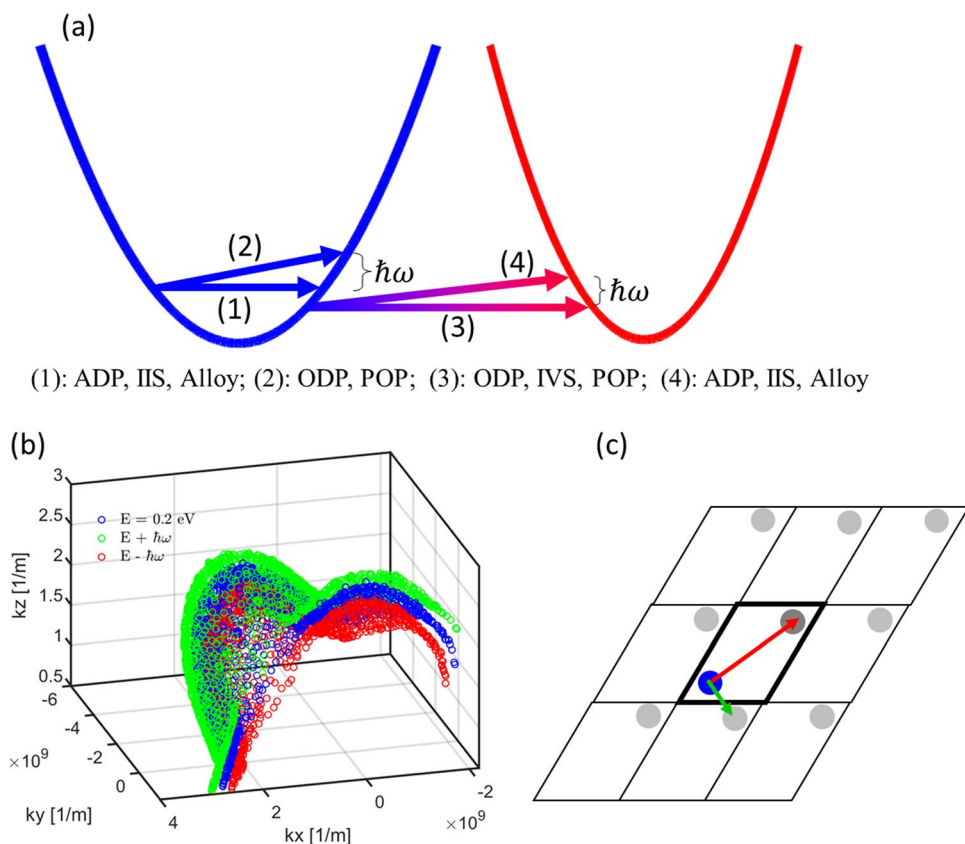 (a)
(2)
ħω
(1)
(4)
ħω
(3)
(1): ADP, IIS, Alloy; (2): ODP, POP; (3): ODP, IVS, POP; (4): ADP, IIS, Alloy
(b)
(c)
3
2.5
2
1.5
1
0.5
kz [1/m]
E = 0.2 eV
E + ħω
E - ħω
-6
-4
-2
0
×10⁹
ky [1/m]
4
2
0
-2
kx [1/m]
×10⁹